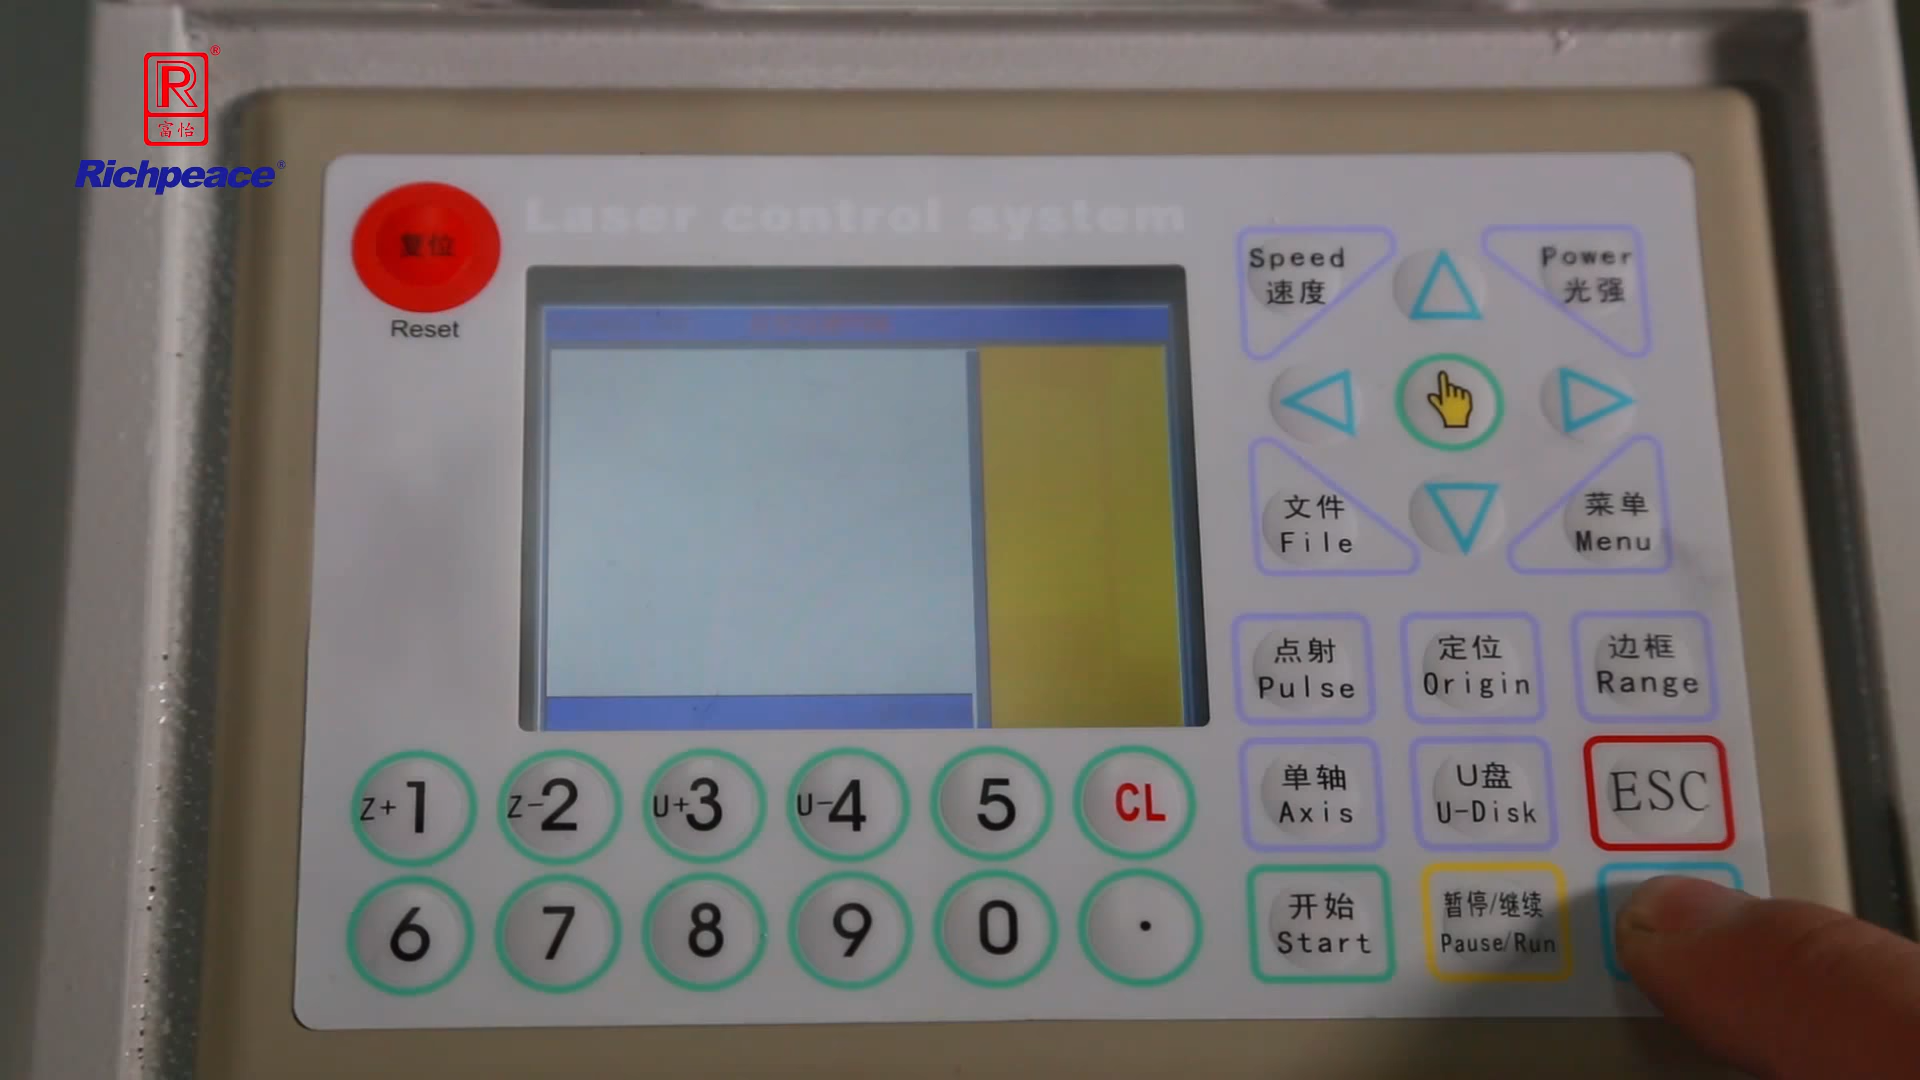 R®
富怡
Richpeace®
Laser control system
复位
Reset
Speed
速度
Power
光强
文件
File
菜单
Menu
点射
Pulse
定位
Origin
边框
Range
单轴
Axis
U盘
U-Disk
ESC
开始
Start
暂停/继续
Pause/Run
Z+1
Z-2
U+3
U-4
5
CL
6
7
8
9
0
.